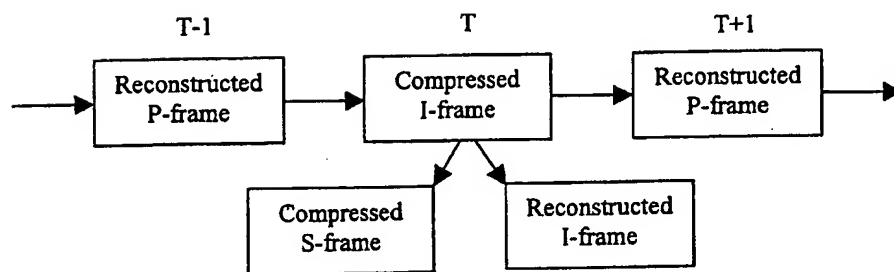 T-1 T T+1
Reconstructed Compressed Reconstructed
P-frame I-frame P-frame
Compressed Reconstructed
S-frame I-frame